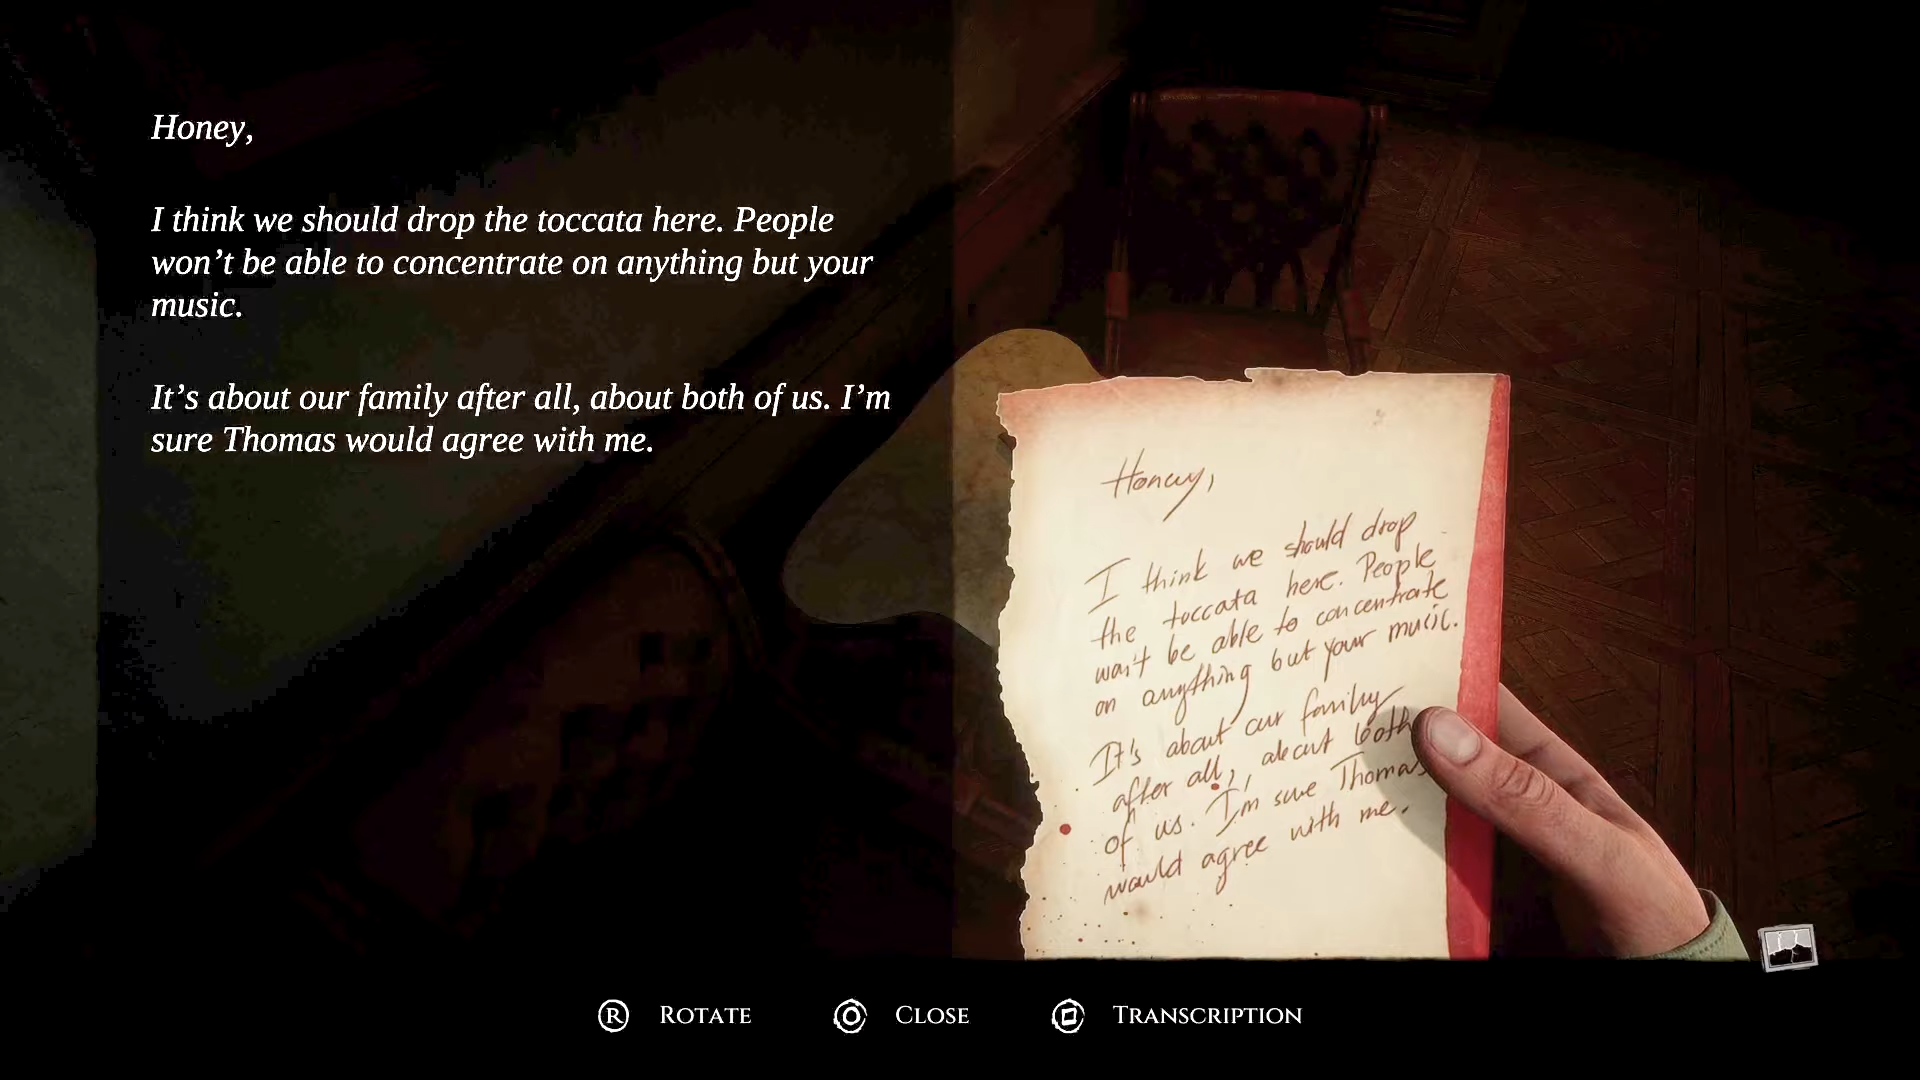 Honey,
I think we should drop the toccata here. People
won’t be able to concentrate on anything but your
music.
It’s about our family after all, about both of us. I’m
sure Thomas would agree with me.
Honey,
I think we should drop
the toccata here. People
won't be able to concentrate
on anything but your music.
It's about our family
after all, about both
of us. I'm sure Thomas
would agree with me.
R ROTATE CLOSE TRANSCRIPTION